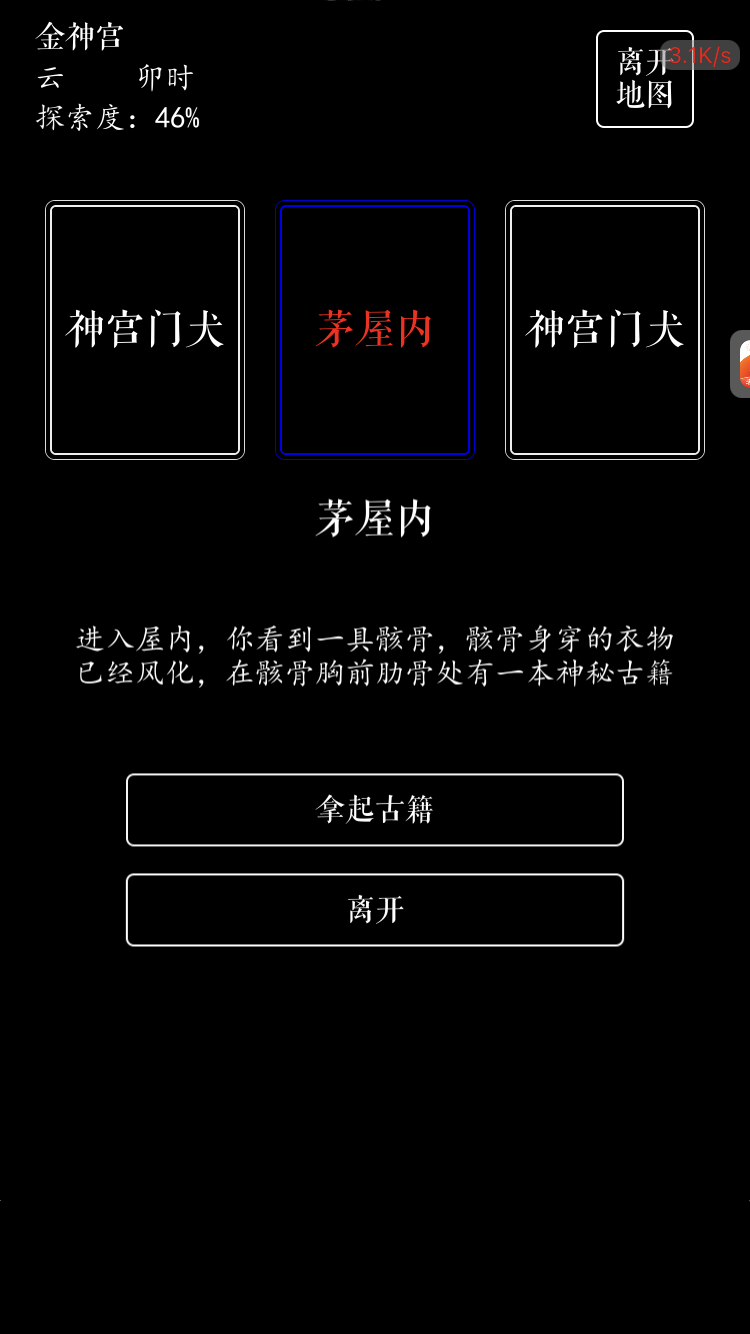 金神宫
云 卯时
探索度：46%
离开
地图
3.1K/s
神宫门犬
茅屋内
神宫门犬
茅屋内
进入屋内，你看到一具骸骨，骸骨身穿的衣物
已经风化，在骸骨胸前肋骨处有一本神秘古籍
拿起古籍
离开